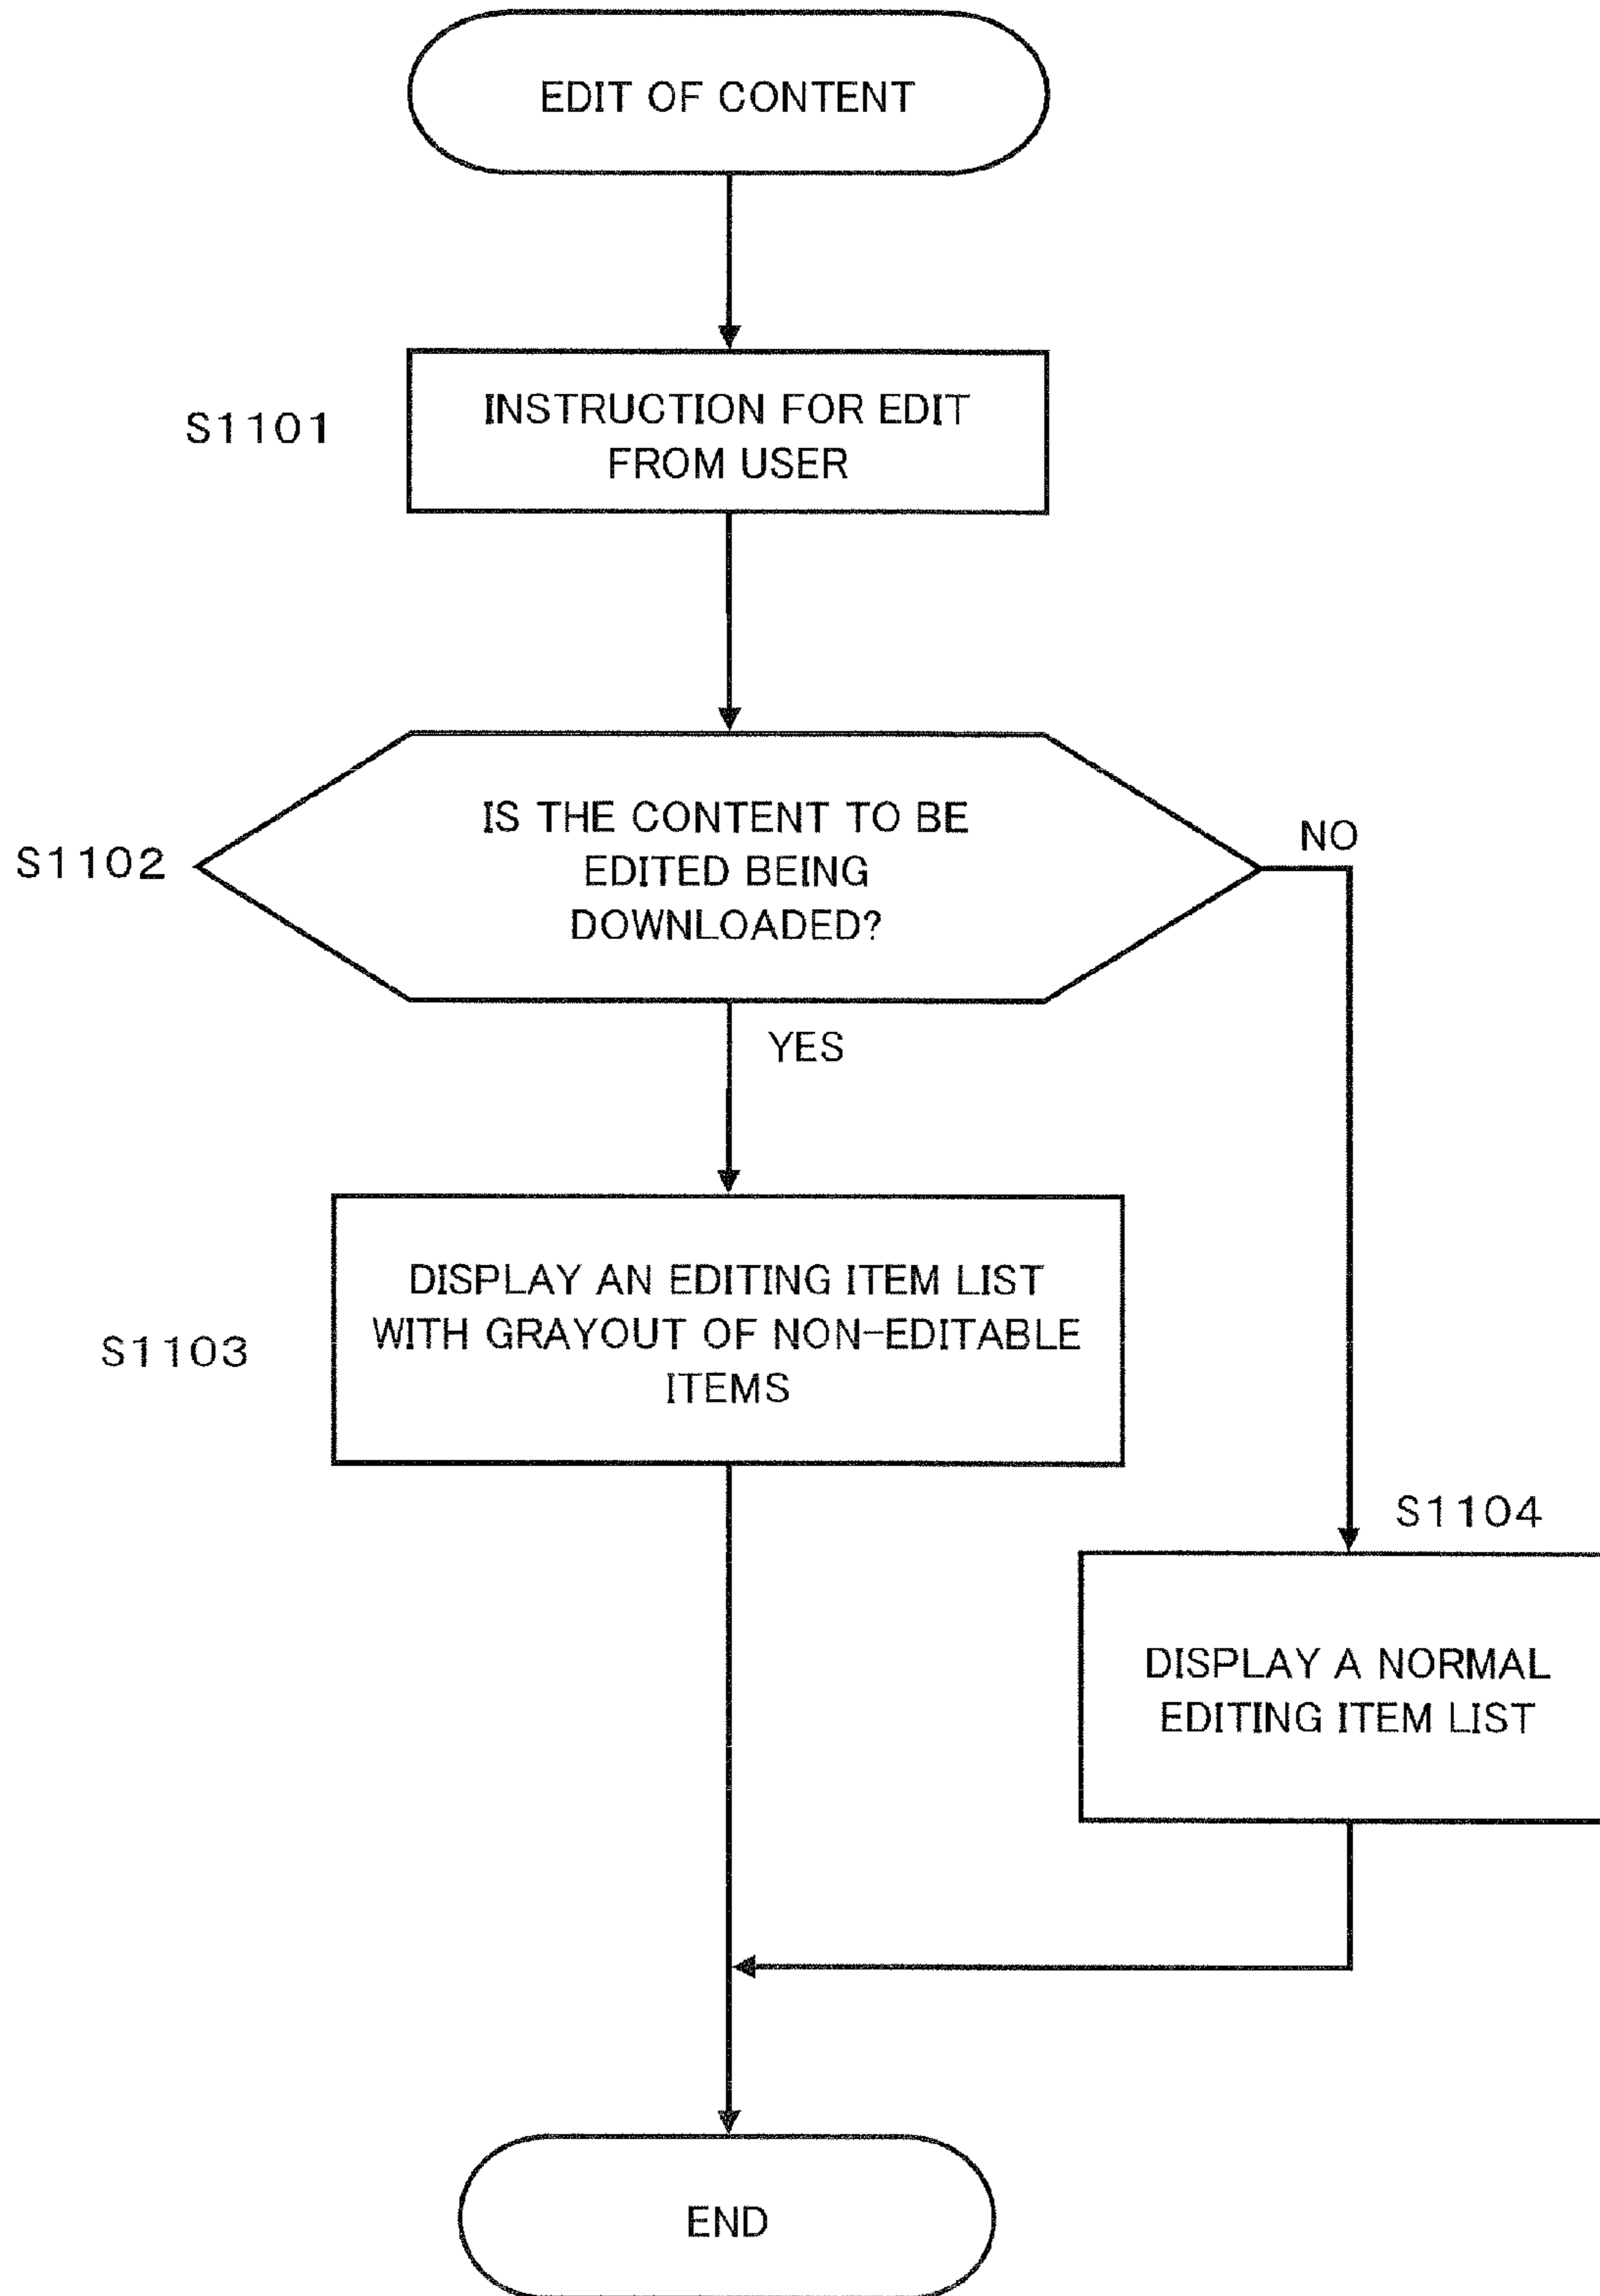 EDIT OF CONTENT
S1101
INSTRUCTION FOR EDIT
FROM USER
S1102
IS THE CONTENT TO BE
EDITED BEING
DOWNLOADED?
NO
YES
S1103
DISPLAY AN EDITING ITEM LIST
WITH GRAYOUT OF NON-EDITABLE
ITEMS
S1104
DISPLAY A NORMAL
EDITING ITEM LIST
END